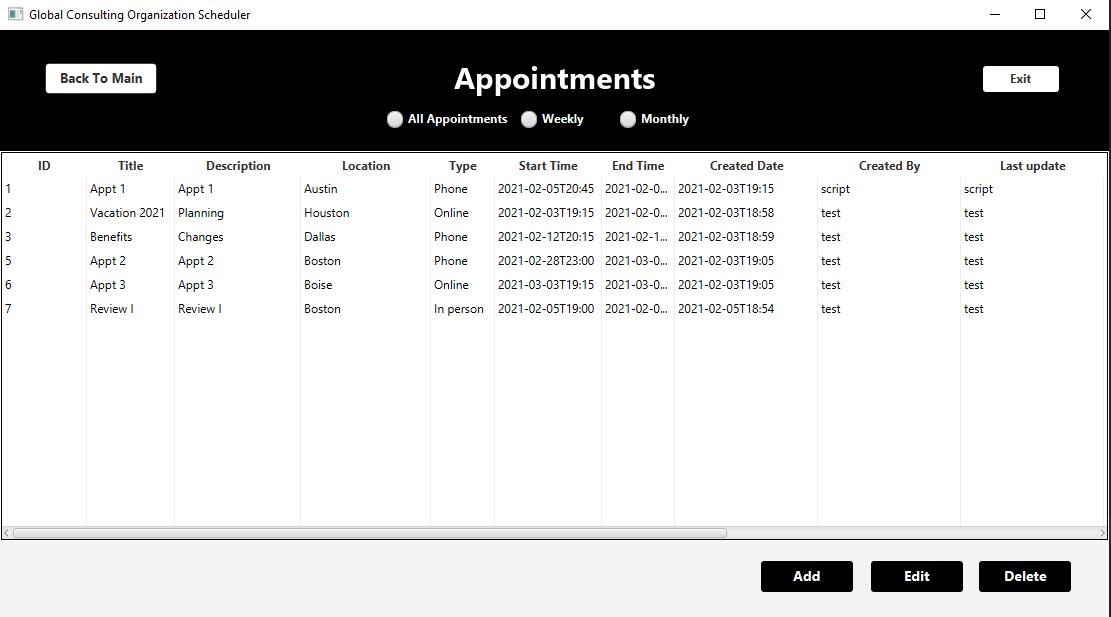 Global Consulting Organization Scheduler
Back To Main Appointments Exit
All Appointments Weekly Monthly
ID Title Description Location Type Start Time End Time Created Date Created By Last update
1 Appt 1 Appt 1 Austin Phone 2021-02-05T20:45 2021-02-0... 2021-02-03T19:15 script script
2 Vacation 2021 Planning Houston Online 2021-02-03T19:15 2021-02-0... 2021-02-03T18:58 test test
3 Benefits Changes Dallas Phone 2021-02-12T20:15 2021-02-1... 2021-02-03T18:59 test test
5 Appt 2 Appt 2 Boston Phone 2021-02-28T23:00 2021-03-0... 2021-02-03T19:05 test test
6 Appt 3 Appt 3 Boise Online 2021-03-03T19:15 2021-03-0... 2021-02-03T19:05 test test
7 Review I Review I Boston In person 2021-02-05T19:00 2021-02-0... 2021-02-05T18:54 test test
Add Edit Delete